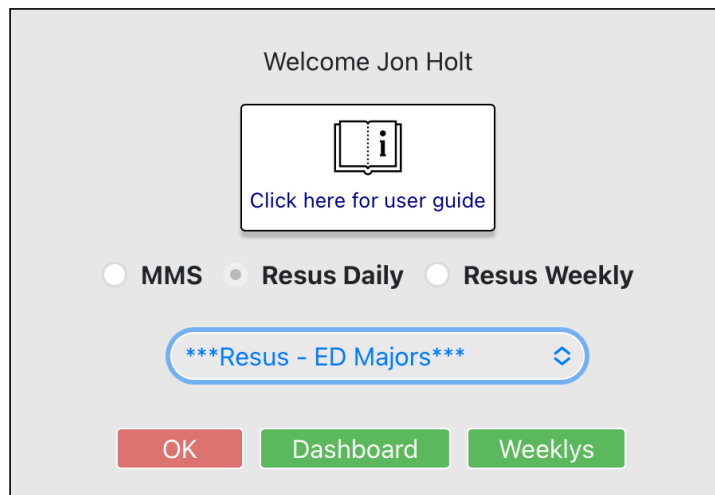 Welcome Jon Holt
i
Click here for user guide
MMS Resus Daily Resus Weekly
***Resus - ED Majors***
OK Dashboard Weeklys